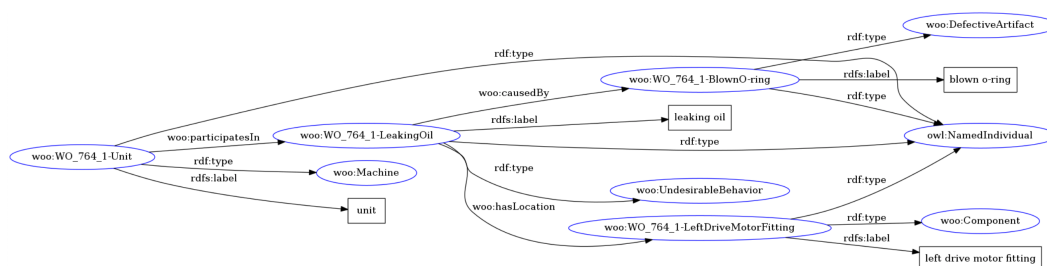 woo:DefectiveArtifact
rdf:type
rdf:type
woo:WO_764_1-BlownO-ring
rdfs:label
blown o-ring
woo:causedBy
rdf:type
rdfs:label
leaking oil
woo:participatesIn
woo:WO_764_1-LeakingOil
owl:NamedIndividual
rdf:type
woo:WO_764_1-Unit
rdf:type
woo:Machine
rdf:type
rdf:type
rdfs:label
woo:UndesirableBehavior
unit
woo:hasLocation
rdf:type
woo:Component
woo:WO_764_1-LeftDriveMotorFitting
rdfs:label
left drive motor fitting